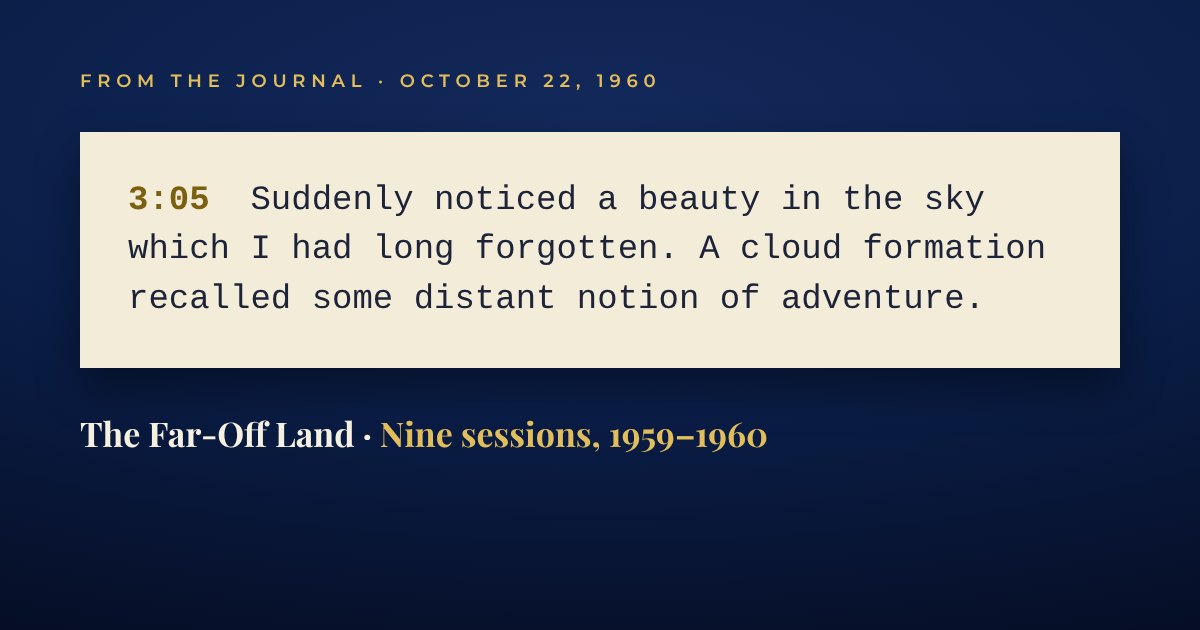 FROM THE JOURNAL · OCTOBER 22, 1960
3:05 Suddenly noticed a beauty in the sky
which I had long forgotten. A cloud formation
recalled some distant notion of adventure.
The Far-Off Land · Nine sessions, 1959–1960